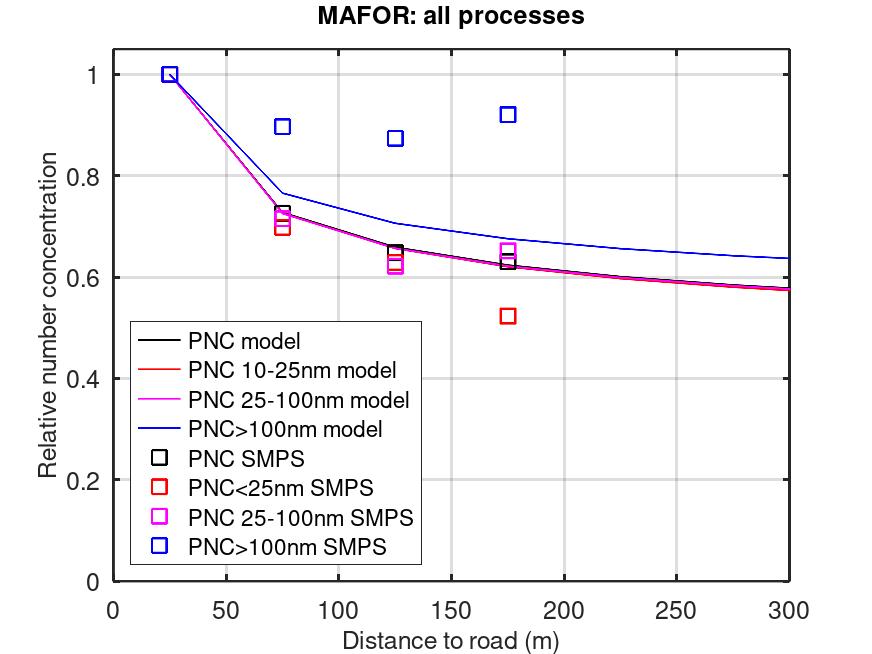 MAFOR: all processes
Relative number concentration
1
0.8
0.6
0.4
0.2
0
PNC model
PNC 10-25nm model
PNC 25-100nm model
PNC>100nm model
PNC SMPS
PNC<25nm SMPS
PNC 25-100nm SMPS
PNC>100nm SMPS
0 50 100 150 200 250 300
Distance to road (m)